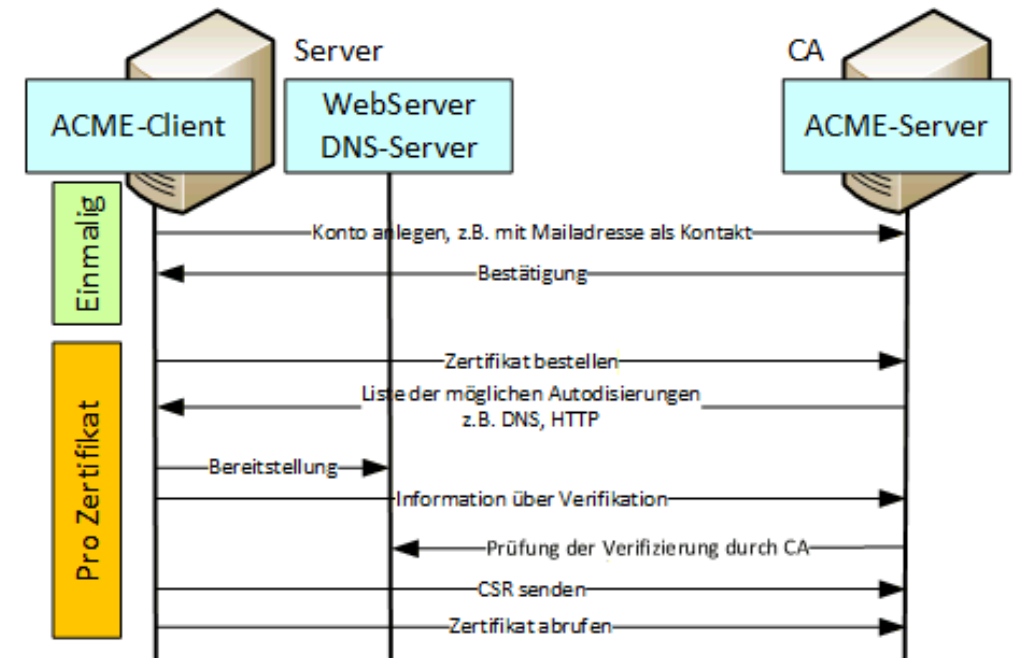 Server
CA
ACME-Client
WebServer
DNS-Server
ACME-Server
Einmalig
Konto anlegen, z.B. mit Mailadresse als Kontakt
Bestätigung
Pro Zertifikat
Zertifikat bestellen
Liste der möglichen Autodisierungen
z.B. DNS, HTTP
Bereitstellung
Information über Verifikation
Prüfung der Verifizierung durch CA
CSR senden
Zertifikat abrufen